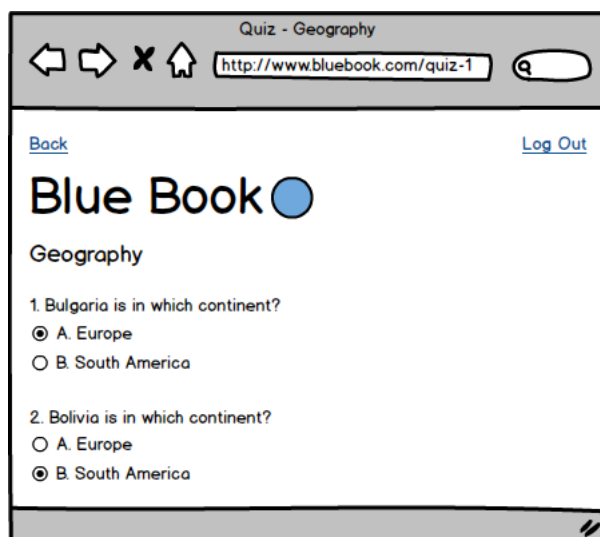 Quiz - Geography
http://www.bluebook.com/quiz-1
Back
Log Out
Blue Book
Geography
1. Bulgaria is in which continent?
A. Europe
B. South America
2. Bolivia is in which continent?
A. Europe
B. South America